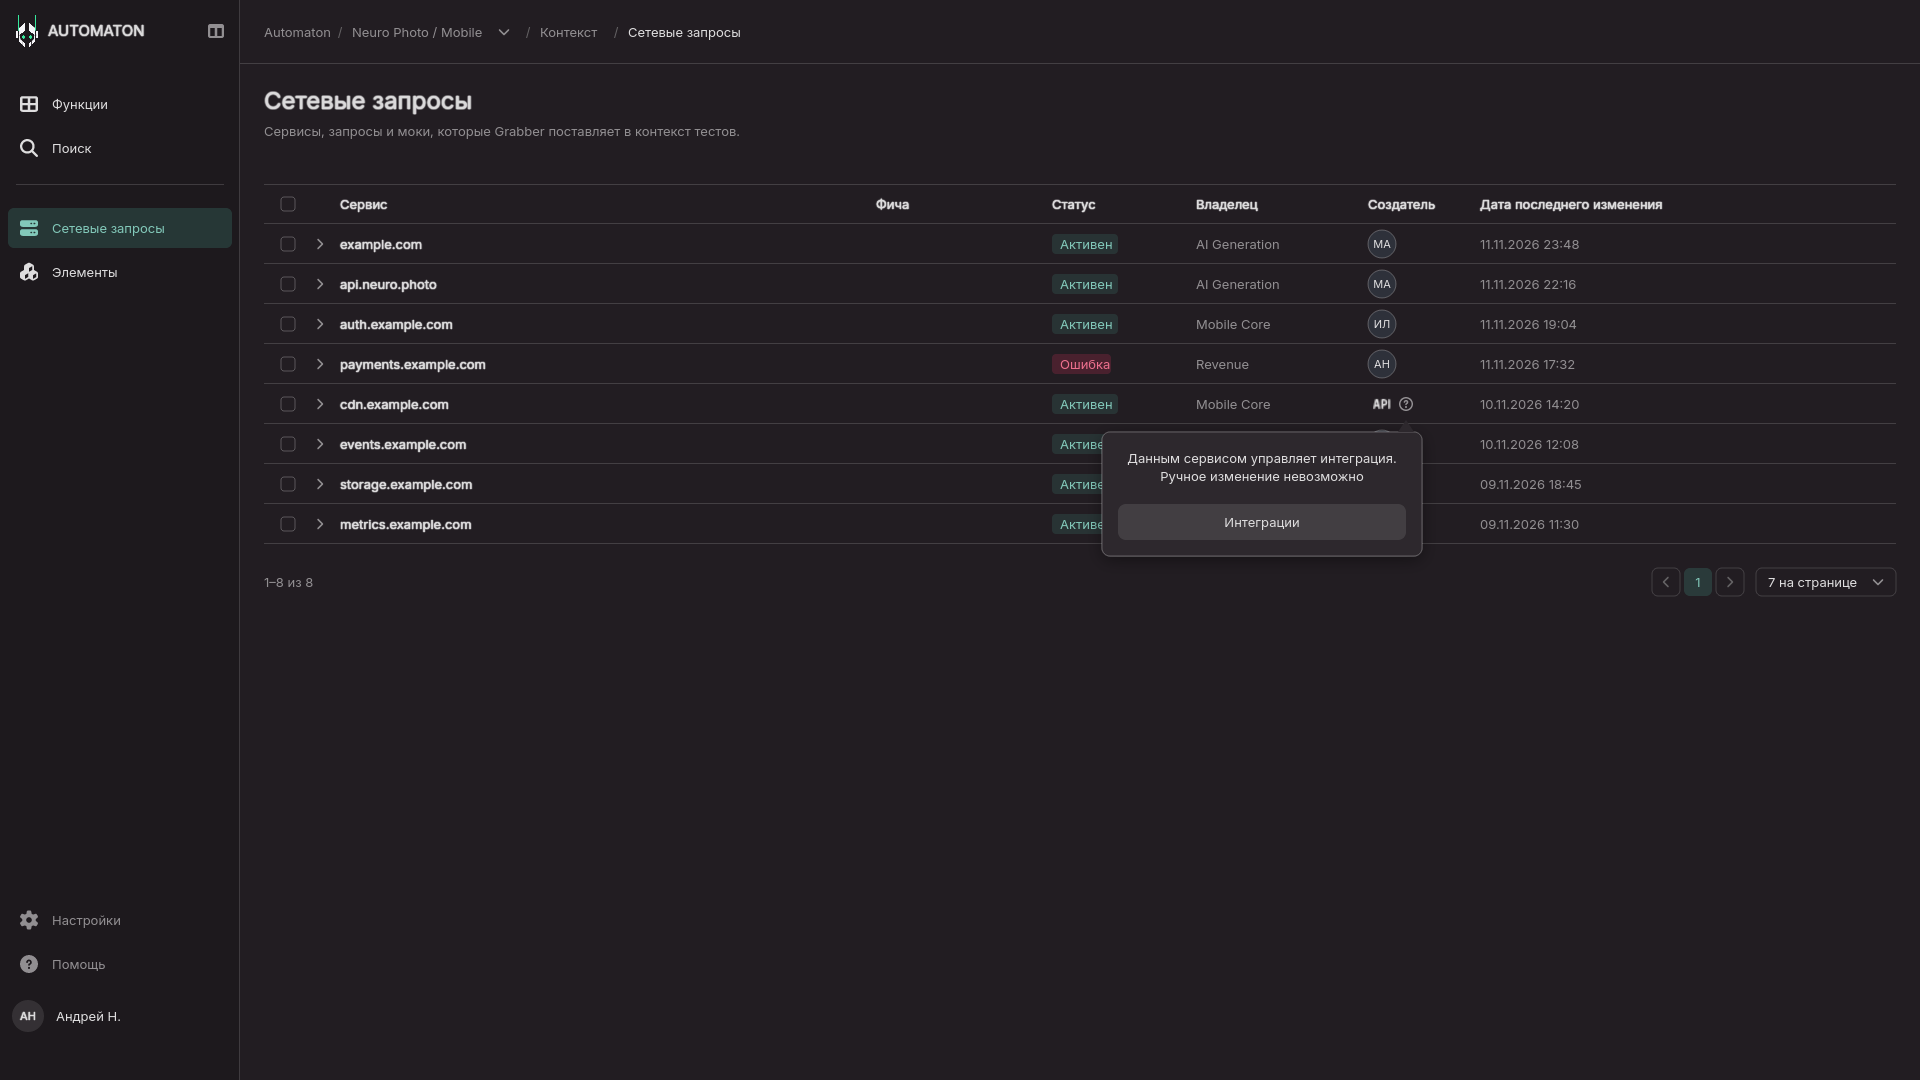 AUTOMATON
Automaton / Neuro Photo / Mobile / Контекст / Сетевые запросы
Функции
Поиск
Сетевые запросы
Элементы
Сетевые запросы
Сервисы, запросы и моки, которые Grabber поставляет в контекст тестов.
Сервис Фича Статус Владелец Создатель Дата последнего изменения
example.com Активен AI Generation МА 11.11.2026 23:48
api.neuro.photo Активен AI Generation МА 11.11.2026 22:16
auth.example.com Активен Mobile Core ИЛ 11.11.2026 19:04
payments.example.com Ошибка Revenue АН 11.11.2026 17:32
cdn.example.com Активен Mobile Core API ? 10.11.2026 14:20
events.example.com Активе 10.11.2026 12:08
storage.example.com Активе 09.11.2026 18:45
metrics.example.com Активе 09.11.2026 11:30
Данным сервисом управляет интеграция.
Ручное изменение невозможно
Интеграции
1–8 из 8
1
7 на странице
Настройки
? Помощь
АН Андрей Н.